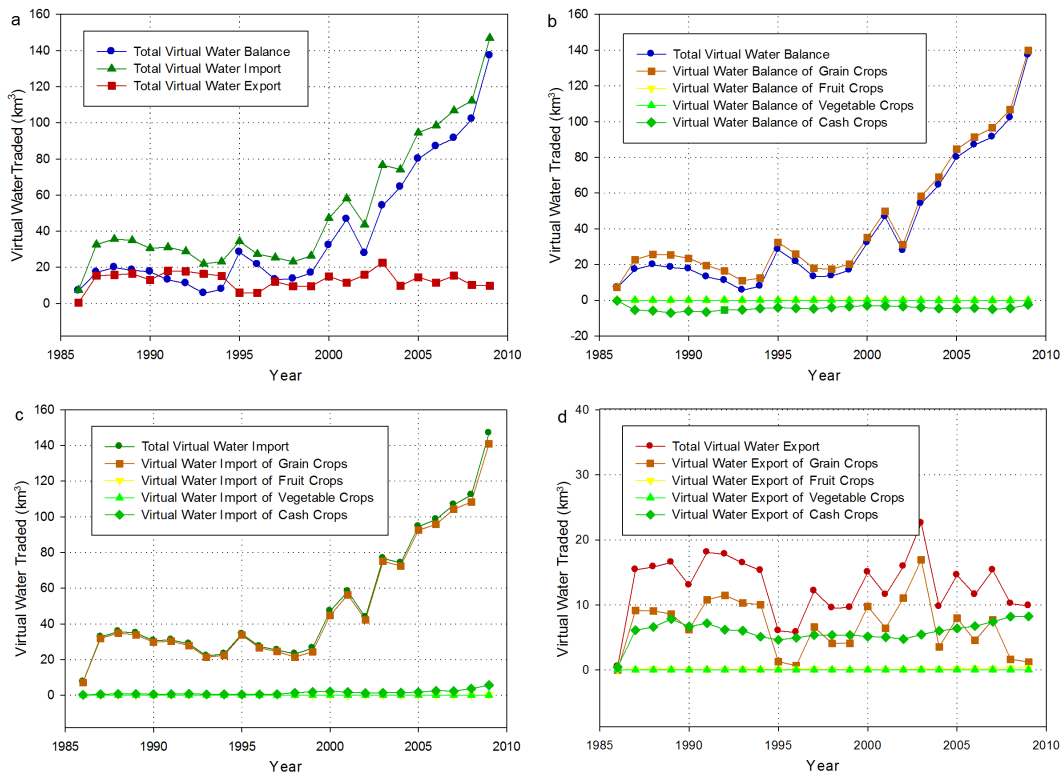 a
Virtual Water Traded (km³)
160
140
120
100
80
60
40
20
0
Total Virtual Water Balance
Total Virtual Water Import
Total Virtual Water Export
1985 1990 1995 2000 2005 2010
Year
b
Virtual Water Traded (km³)
160
140
120
100
80
60
40
20
0
-20
Total Virtual Water Balance
Virtual Water Balance of Grain Crops
Virtual Water Balance of Fruit Crops
Virtual Water Balance of Vegetable Crops
Virtual Water Balance of Cash Crops
1985 1990 1995 2000 2005 2010
Year
c
Virtual Water Traded (km³)
160
140
120
100
80
60
40
20
0
Total Virtual Water Import
Virtual Water Import of Grain Crops
Virtual Water Import of Fruit Crops
Virtual Water Import of Vegetable Crops
Virtual Water Import of Cash Crops
1985 1990 1995 2000 2005 2010
Year
d
Virtual Water Traded (km³)
40
30
20
10
0
Total Virtual Water Export
Virtual Water Export of Grain Crops
Virtual Water Export of Fruit Crops
Virtual Water Export of Vegetable Crops
Virtual Water Export of Cash Crops
1985 1990 1995 2000 2005 2010
Year